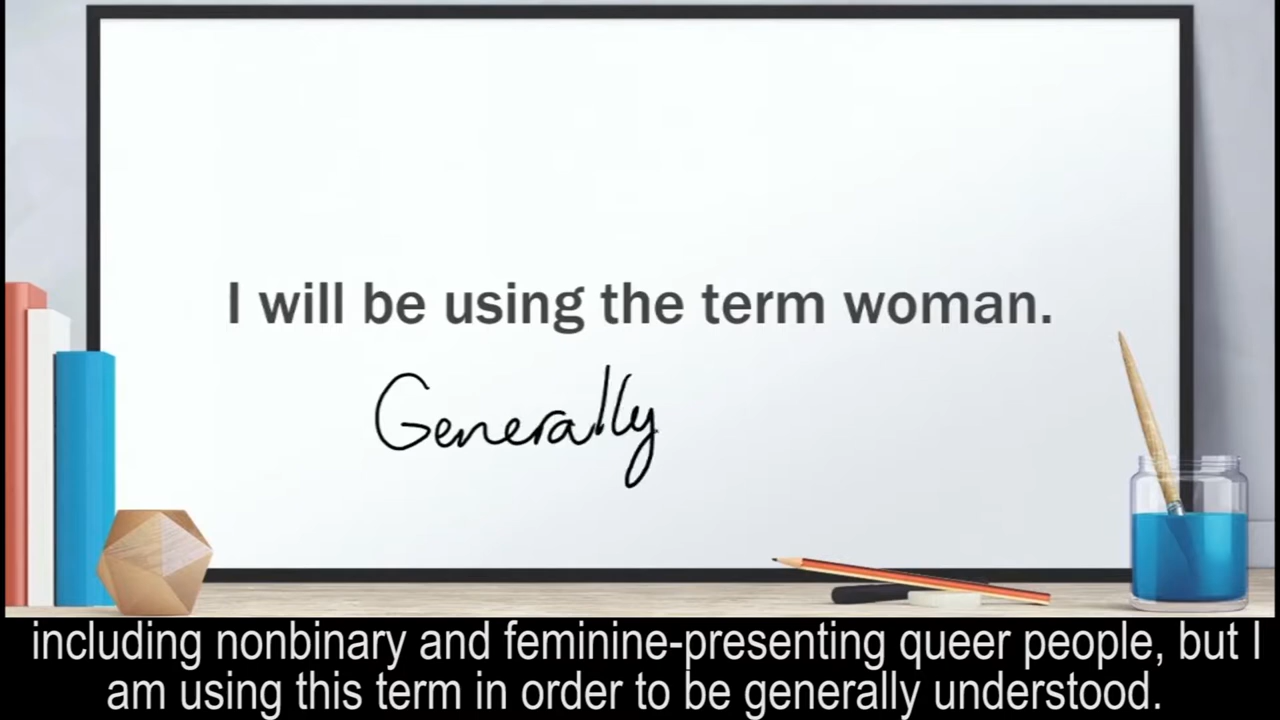 I will be using the term woman.
Generally
including nonbinary and feminine-presenting queer people, but I
am using this term in order to be generally understood.